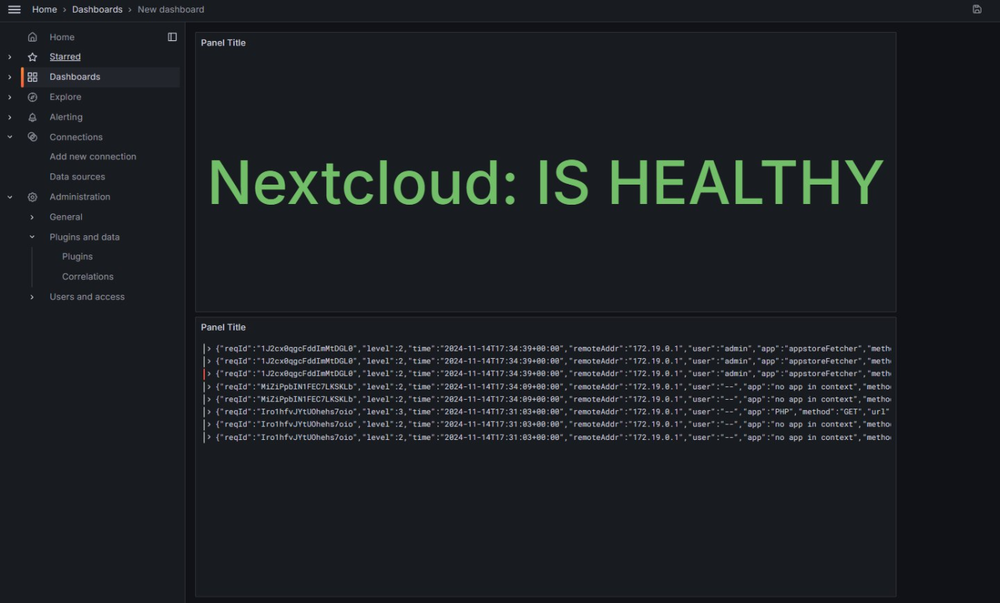 Home › Dashboards › New dashboard
Home
Starred
Dashboards
Explore
Alerting
Connections
Add new connection
Data sources
Administration
General
Plugins and data
Plugins
Correlations
Users and access
Panel Title
Nextcloud: IS HEALTHY
Panel Title
{"reqId":"1J2cx0qgcFddImMtDGL0","level":2,"time":"2024-11-14T17:34:39+00:00","remoteAddr":"172.19.0.1","user":"admin","app":"appstoreFetcher","meth
{"reqId":"1J2cx0qgcFddImMtDGL0","level":2,"time":"2024-11-14T17:34:39+00:00","remoteAddr":"172.19.0.1","user":"admin","app":"appstoreFetcher","meth
{"reqId":"1J2cx0qgcFddImMtDGL0","level":2,"time":"2024-11-14T17:34:39+00:00","remoteAddr":"172.19.0.1","user":"admin","app":"appstoreFetcher","meth
{"reqId":"MiZiPpbIN1FEC7LKSKLb","level":2,"time":"2024-11-14T17:34:09+00:00","remoteAddr":"172.19.0.1","user":"--","app":"no app in context","metho
{"reqId":"MiZiPpbIN1FEC7LKSKLb","level":2,"time":"2024-11-14T17:34:09+00:00","remoteAddr":"172.19.0.1","user":"--","app":"no app in context","metho
{"reqId":"Iro1hfvJYtUOhehs7oio","level":3,"time":"2024-11-14T17:31:03+00:00","remoteAddr":"172.19.0.1","user":"--","app":"PHP","method":"GET","url"
{"reqId":"Iro1hfvJYtUOhehs7oio","level":2,"time":"2024-11-14T17:31:03+00:00","remoteAddr":"172.19.0.1","user":"--","app":"no app in context","metho
{"reqId":"Iro1hfvJYtUOhehs7oio","level":2,"time":"2024-11-14T17:31:03+00:00","remoteAddr":"172.19.0.1","user":"--","app":"no app in context","metho